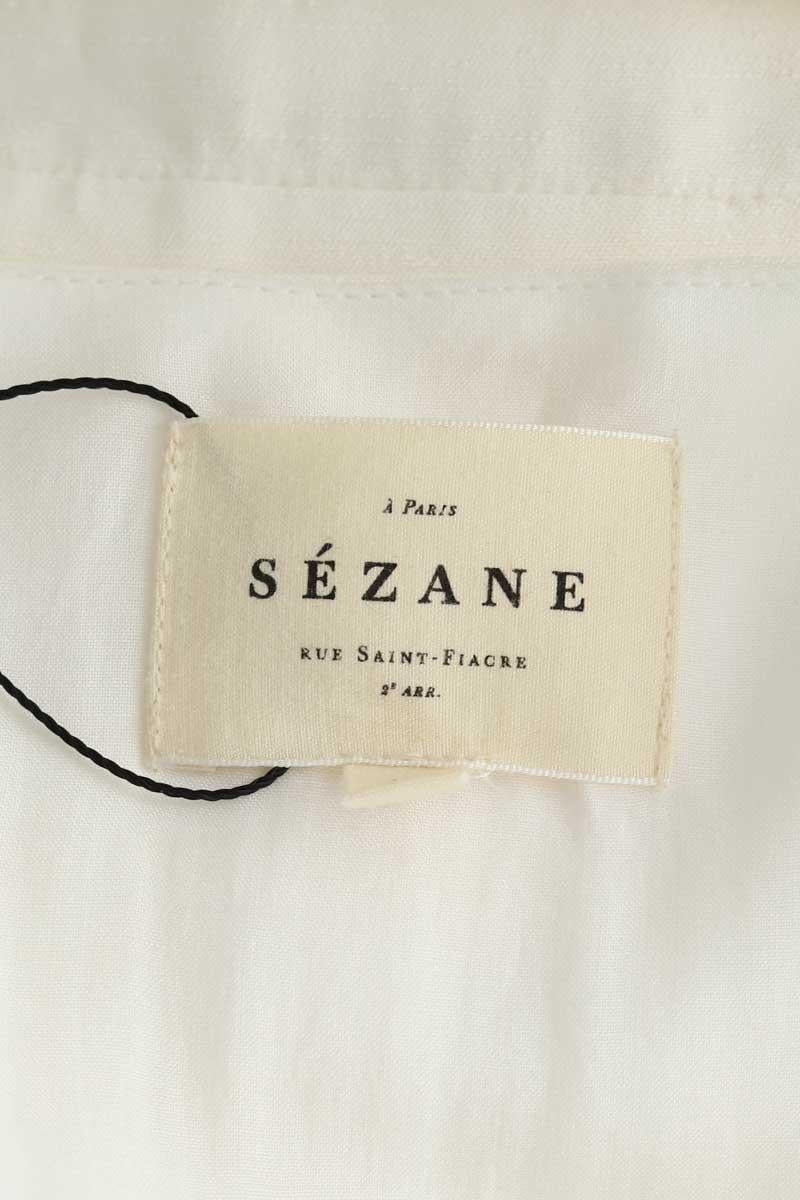 À PARIS
SÉZANE
RUE SAINT-FIACRE
2E ARR.